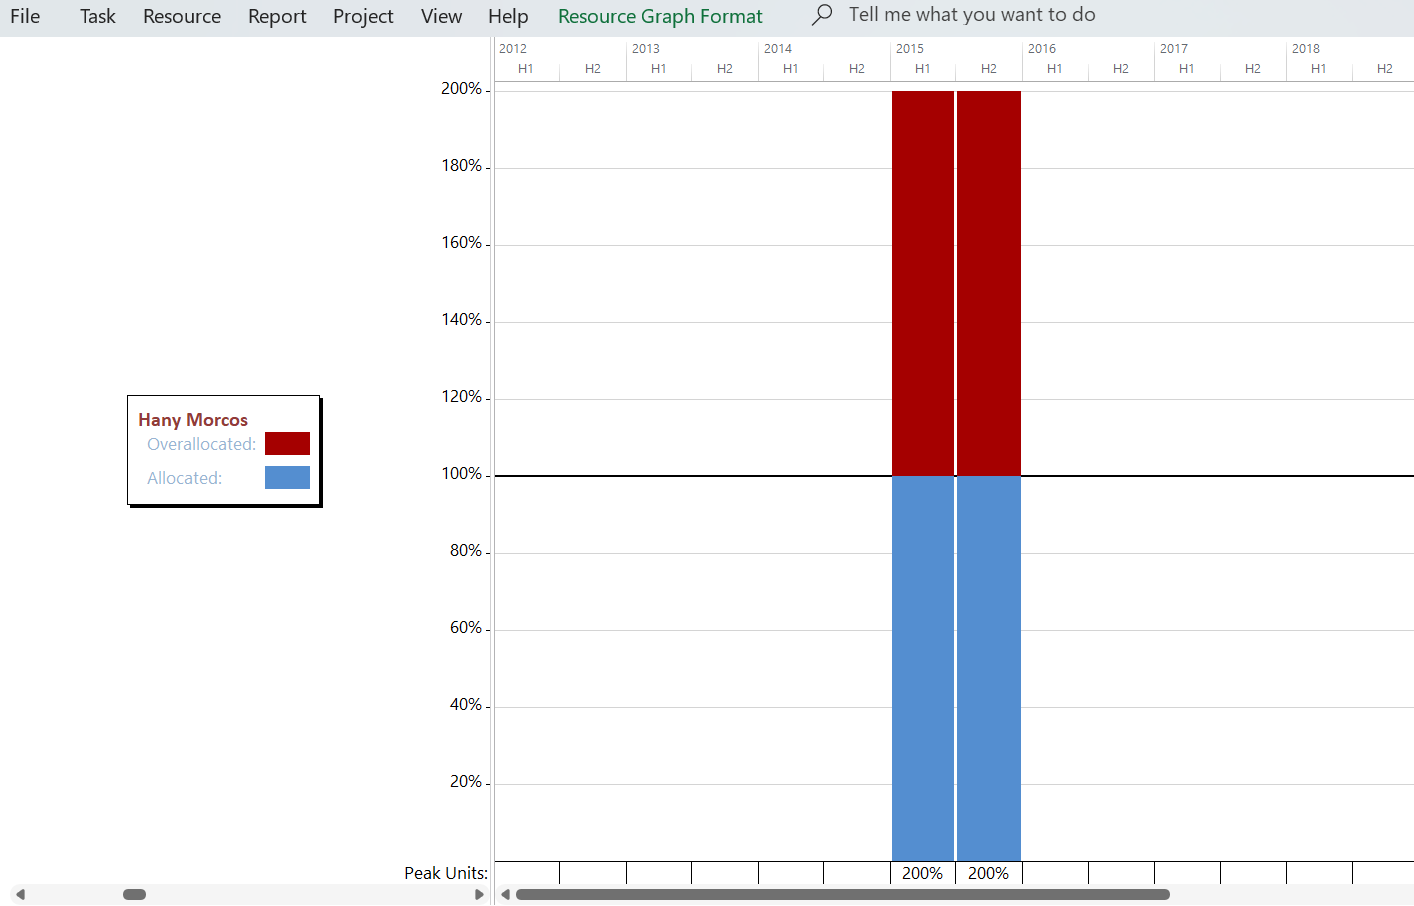 File Task Resource Report Project View Help Resource Graph Format Tell me what you want to do
2012 2013 2014 2015 2016 2017 2018
H1 H2 H1 H2 H1 H2 H1 H2 H1 H2 H1 H2 H1 H2
200%
180%
160%
140%
120%
100%
80%
60%
40%
20%
Hany Morcos
Overallocated:
Allocated:
Peak Units: 200% 200%